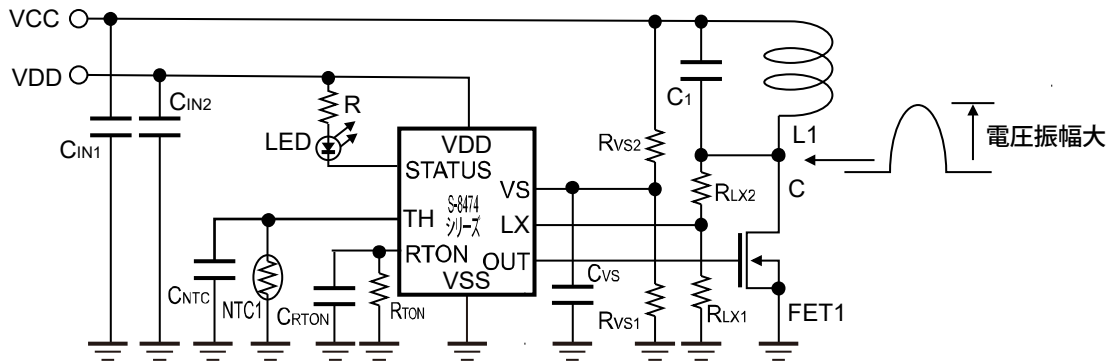 VCC
VDD
CIN1
CIN2
R
LED
VDD
STATUS
TH
RTON
VSS
VS
LX
OUT
S-8474
シリーズ
CNTC
NTC1
CRTON
RTON
CVS
RVS2
RVS1
C1
RLX2
RLX1
L1
C
FET1
電圧振幅大